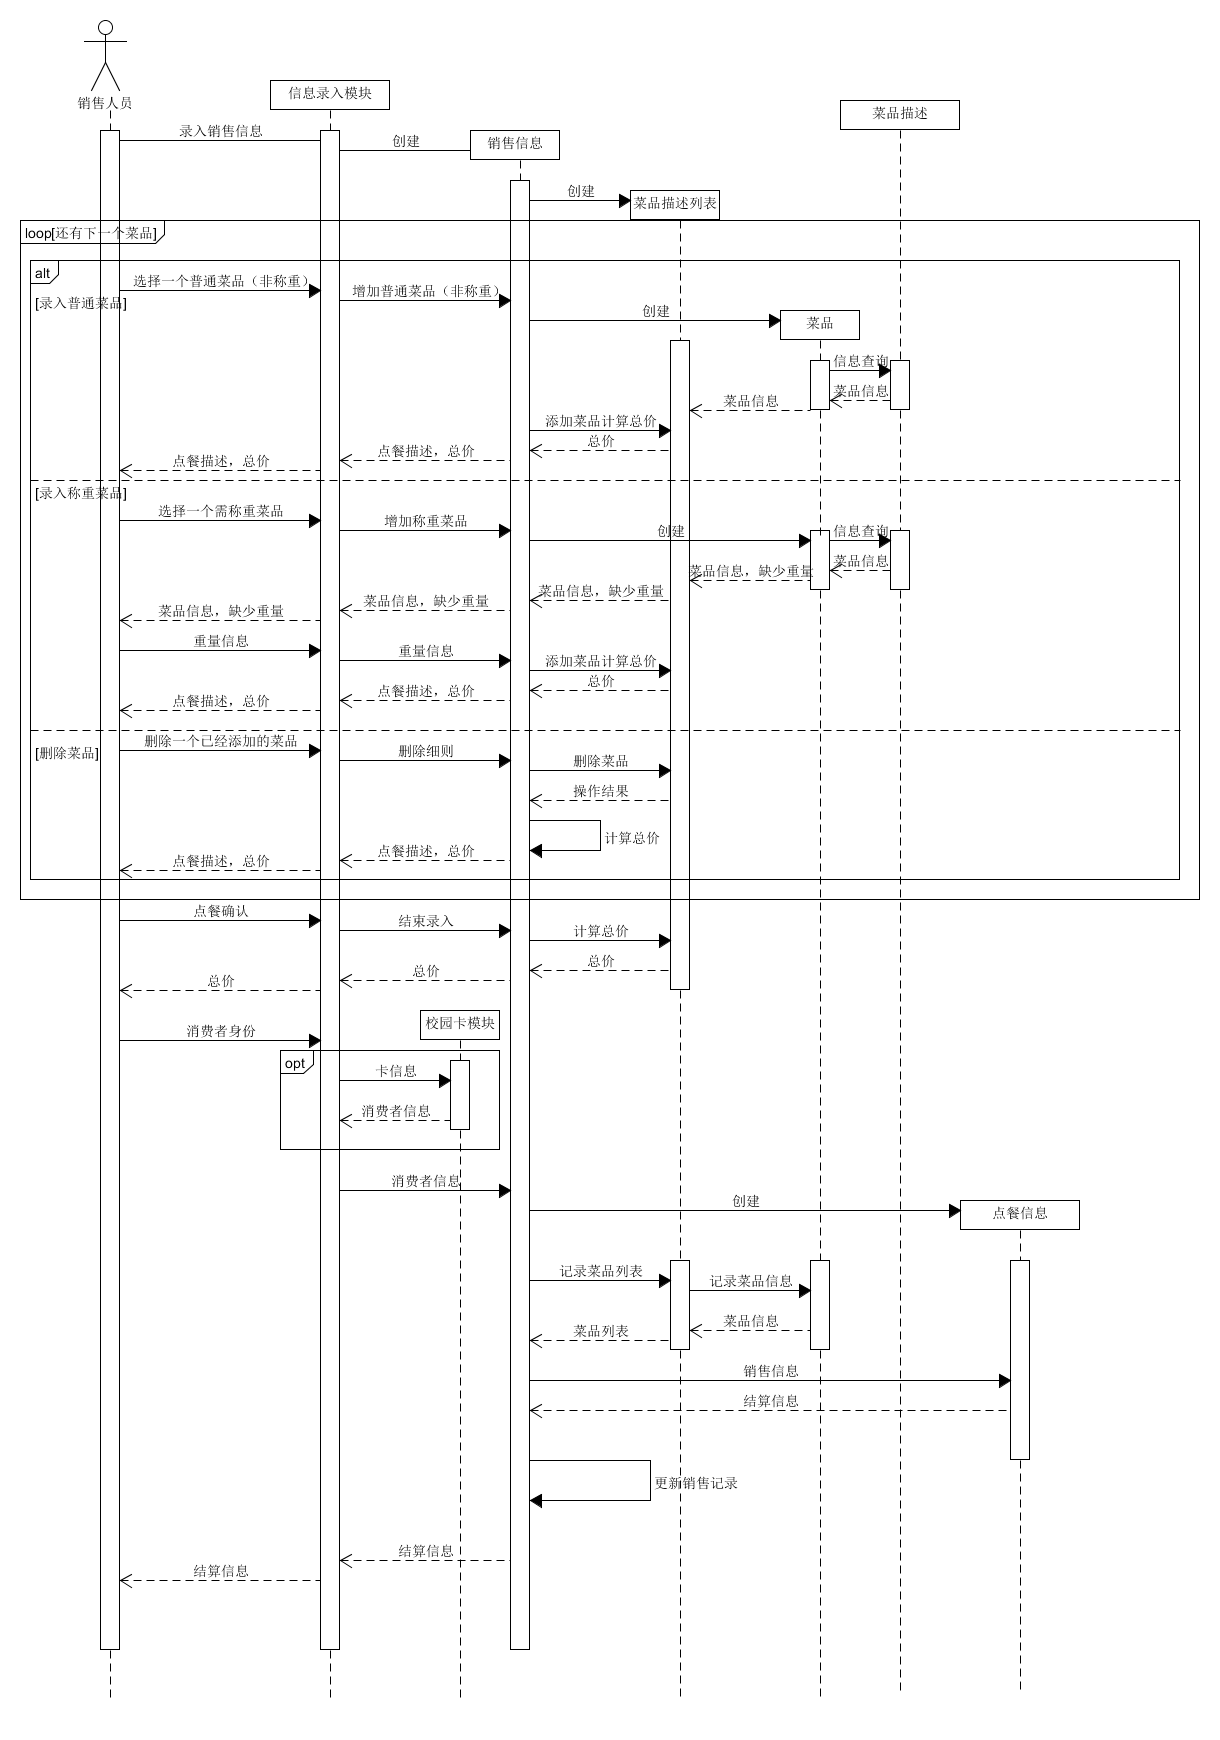 销售人员
信息录入模块
菜品描述
录入销售信息
创建
销售信息
创建
菜品描述列表
loop[还有下一个菜品]
alt
选择一个普通菜品（非称重）
增加普通菜品（非称重）
[录入普通菜品]
创建
菜品
信息查询
菜品信息
菜品信息
添加菜品计算总价
总价
点餐描述，总价
点餐描述，总价
[录入称重菜品]
选择一个需称重菜品
增加称重菜品
创建
信息查询
菜品信息
菜品信息，缺少重量
菜品信息，缺少重量
菜品信息，缺少重量
菜品信息，缺少重量
重量信息
重量信息
添加菜品计算总价
总价
点餐描述，总价
点餐描述，总价
[删除菜品]
删除一个已经添加的菜品
删除细则
删除菜品
操作结果
计算总价
点餐描述，总价
点餐描述，总价
点餐确认
结束录入
计算总价
总价
总价
总价
校园卡模块
消费者身份
opt
卡信息
消费者信息
消费者信息
创建
点餐信息
记录菜品列表
记录菜品信息
菜品信息
菜品列表
销售信息
结算信息
更新销售记录
结算信息
结算信息